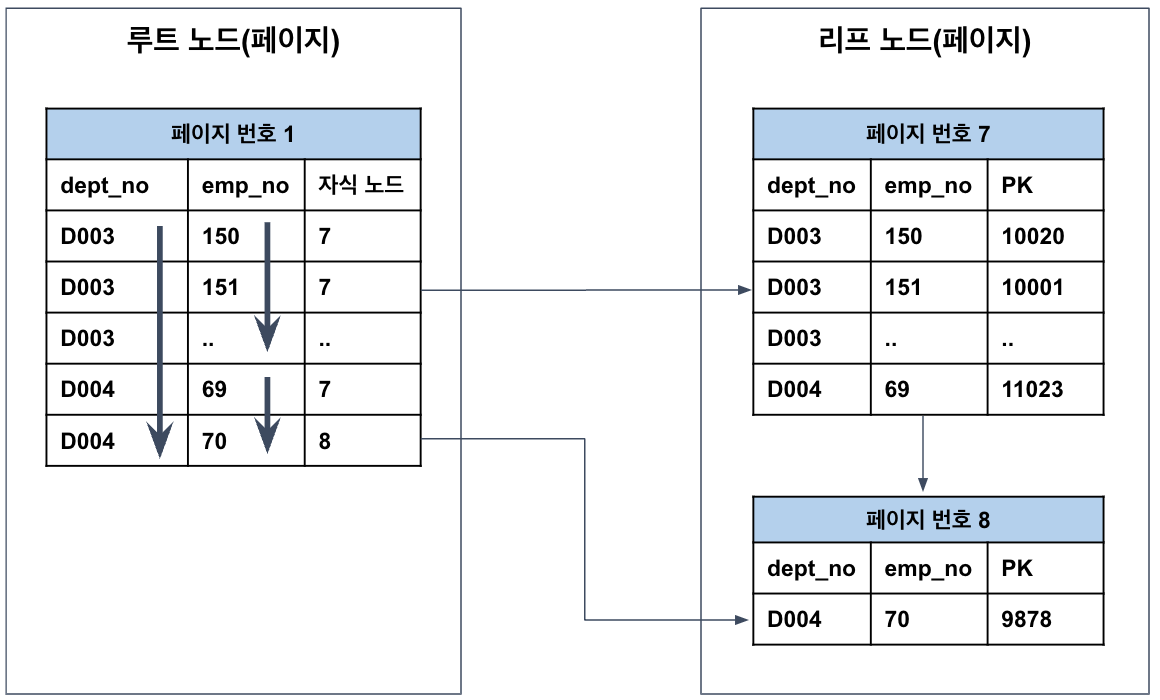 루트 노드(페이지)
페이지 번호 1
dept_no emp_no 자식 노드
D003 150 7
D003 151 7
D003 .. ..
D004 69 7
D004 70 8
리프 노드(페이지)
페이지 번호 7
dept_no emp_no PK
D003 150 10020
D003 151 10001
D003 .. ..
D004 69 11023
페이지 번호 8
dept_no emp_no PK
D004 70 9878